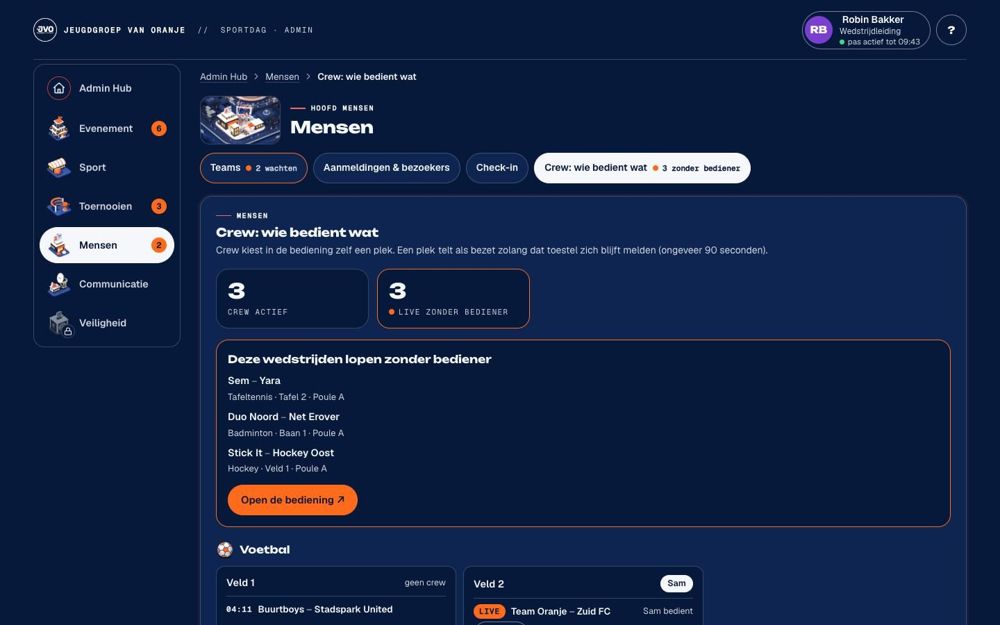 JVO JEUGDGROEP VAN ORANJE // SPORTDAG · ADMIN
RB
Robin Bakker
Wedstrijdleiding
pas actief tot 09:43
?
Admin Hub
Evenement 6
Sport
Toernooien 3
Mensen 2
Communicatie
Veiligheid
Admin Hub > Mensen > Crew: wie bedient wat
HOOFD MENSEN
Mensen
Teams 2 wachten
Aanmeldingen & bezoekers
Check-in
Crew: wie bedient wat 3 zonder bediener
MENSEN
Crew: wie bedient wat
Crew kiest in de bediening zelf een plek. Een plek telt als bezet zolang dat toestel zich blijft melden (ongeveer 90 seconden).
3
CREW ACTIEF
3
LIVE ZONDER BEDIENER
Deze wedstrijden lopen zonder bediener
Sem – Yara
Tafeltennis · Tafel 2 · Poule A
Duo Noord – Net Erover
Badminton · Baan 1 · Poule A
Stick It – Hockey Oost
Hockey · Veld 1 · Poule A
Open de bediening ↗
Voetbal
Veld 1 geen crew
04:11 Buurtboys – Stadspark United
Veld 2 Sam
LIVE Team Oranje – Zuid FC Sam bedient